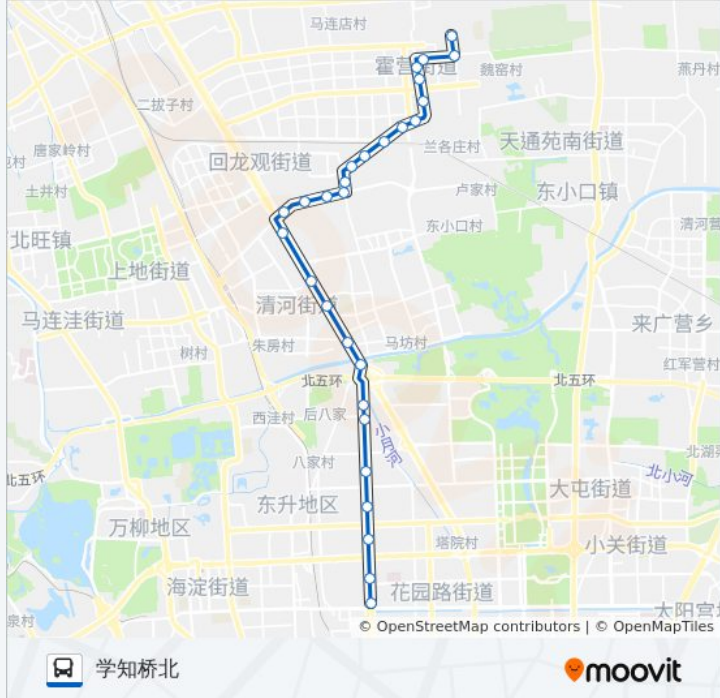 马连店村
霍营街道
魏窑村
燕丹村
二拔子村
兰各庄村
天通苑南街道
唐家岭村
回龙观街道
屯村
土井村
卢家村
东小口镇
东小口村
清河营
北旺镇
上地街道
清河街道
马连洼街道
来广营乡
朱房村
马坊村
树村
红军营村
北五环
北五环
西洼村
后八家
小月河
八家村
北五环
北小河
大屯街道
东升地区
万柳地区
塔院村
小关街道
海淀街道
花园路街道
泉村
© OpenStreetMap contributors | © OpenMapTiles
学知桥北
moovit